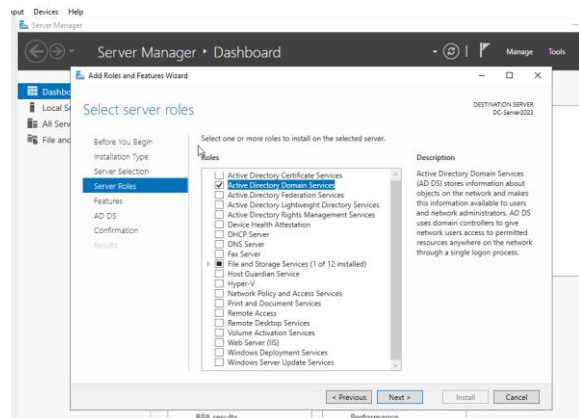 Devices Help
Server Manager
Server Manager • Dashboard
Manage Tools
Add Roles and Features Wizard
Select server roles
DESTINATION SERVER
DC-Server2023
Before You Begin
Installation Type
Server Selection
Server Roles
Features
AD DS
Confirmation
Results
Select one or more roles to install on the selected server.
Roles
Active Directory Certificate Services
Active Directory Domain Services
Active Directory Federation Services
Active Directory Lightweight Directory Services
Active Directory Rights Management Services
Device Health Attestation
DHCP Server
DNS Server
Fax Server
File and Storage Services (1 of 12 installed)
Host Guardian Service
Hyper-V
Network Policy and Access Services
Print and Document Services
Remote Access
Remote Desktop Services
Volume Activation Services
Web Server (IIS)
Windows Deployment Services
Windows Server Update Services
Description
Active Directory Domain Services
(AD DS) stores information about
objects on the network and makes
this information available to users
and network administrators. AD DS
uses domain controllers to give
network users access to permitted
resources anywhere on the network
through a single logon process.
< Previous Next > Install Cancel
BPA results Performance